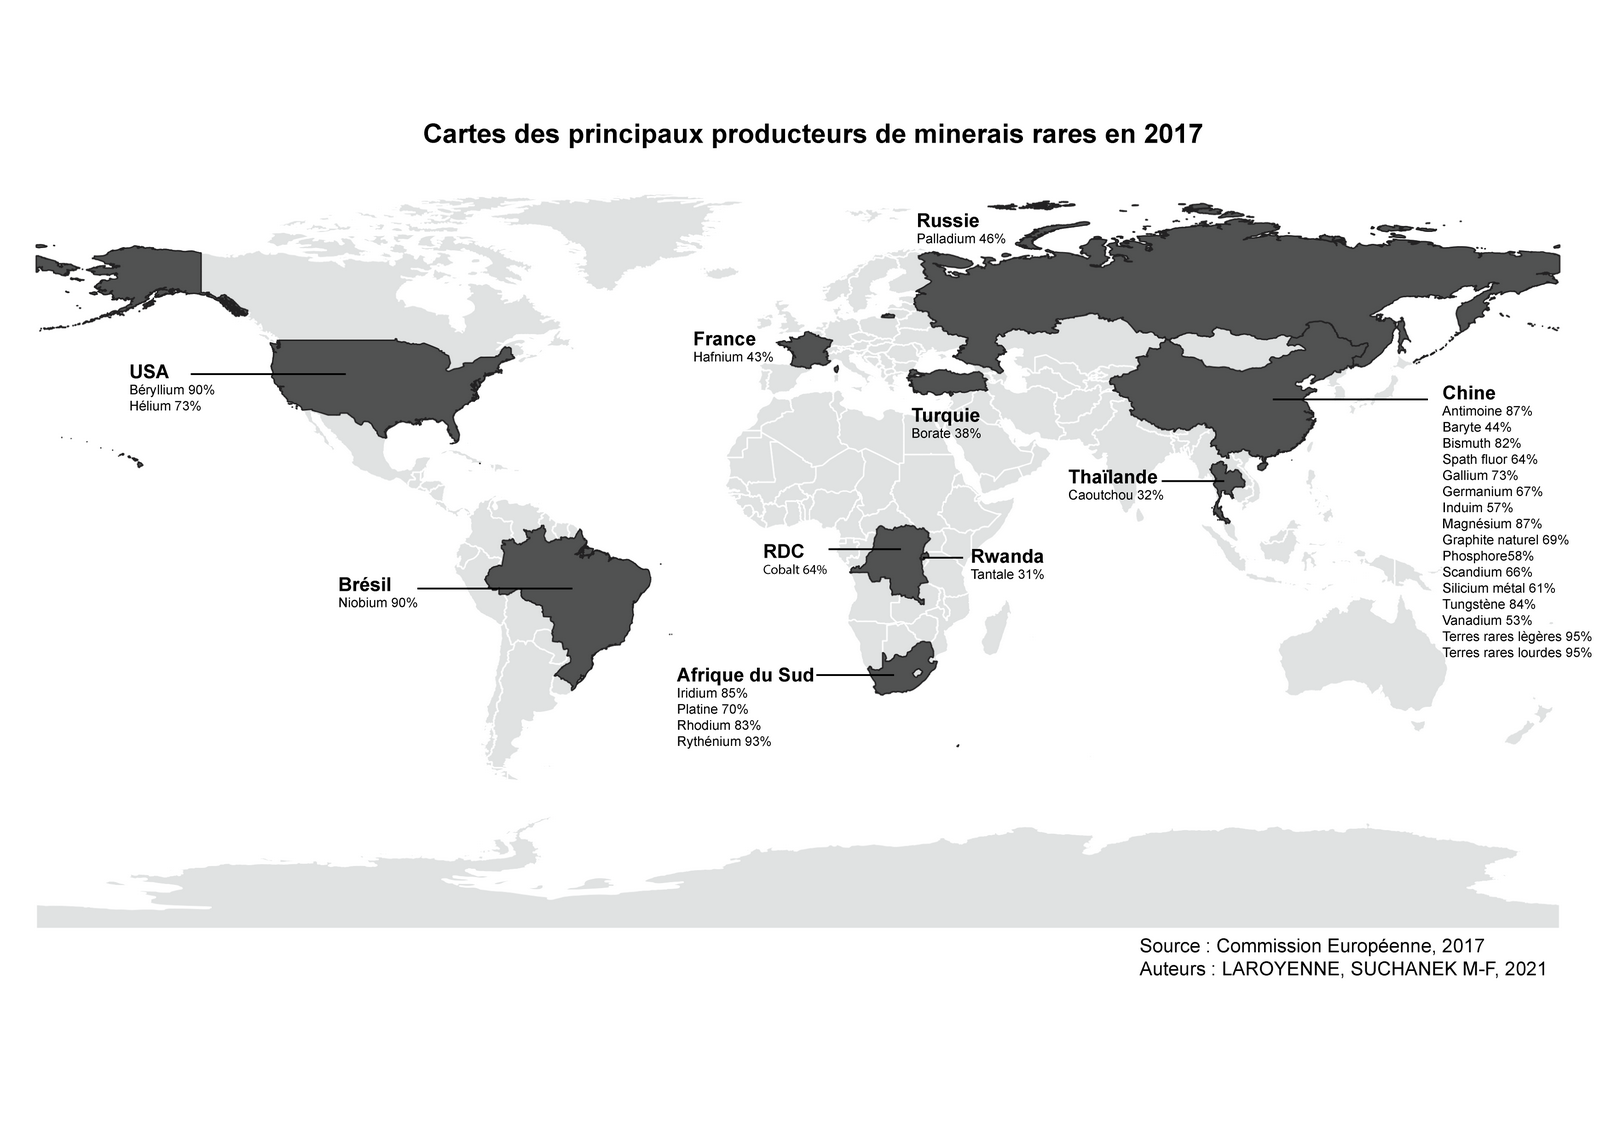 Cartes des principaux producteurs de minerais rares en 2017
Russie
Palladium 46%
France
Hafnium 43%
USA
Béryllium 90%
Hélium 73%
Turquie
Borate 38%
Chine
Antimoine 87%
Baryte 44%
Bismuth 82%
Spath fluor 64%
Gallium 73%
Germanium 67%
Induim 57%
Magnésium 87%
Graphite naturel 69%
Phosphore58%
Scandium 66%
Silicium métal 61%
Tungstène 84%
Vanadium 53%
Terres rares lègères 95%
Terres rares lourdes 95%
Thaïlande
Caoutchou 32%
RDC
Cobalt 64%
Rwanda
Tantale 31%
Brésil
Niobium 90%
Afrique du Sud
Iridium 85%
Platine 70%
Rhodium 83%
Rythénium 93%
Source : Commission Européenne, 2017
Auteurs : LAROYENNE, SUCHANEK M-F, 2021